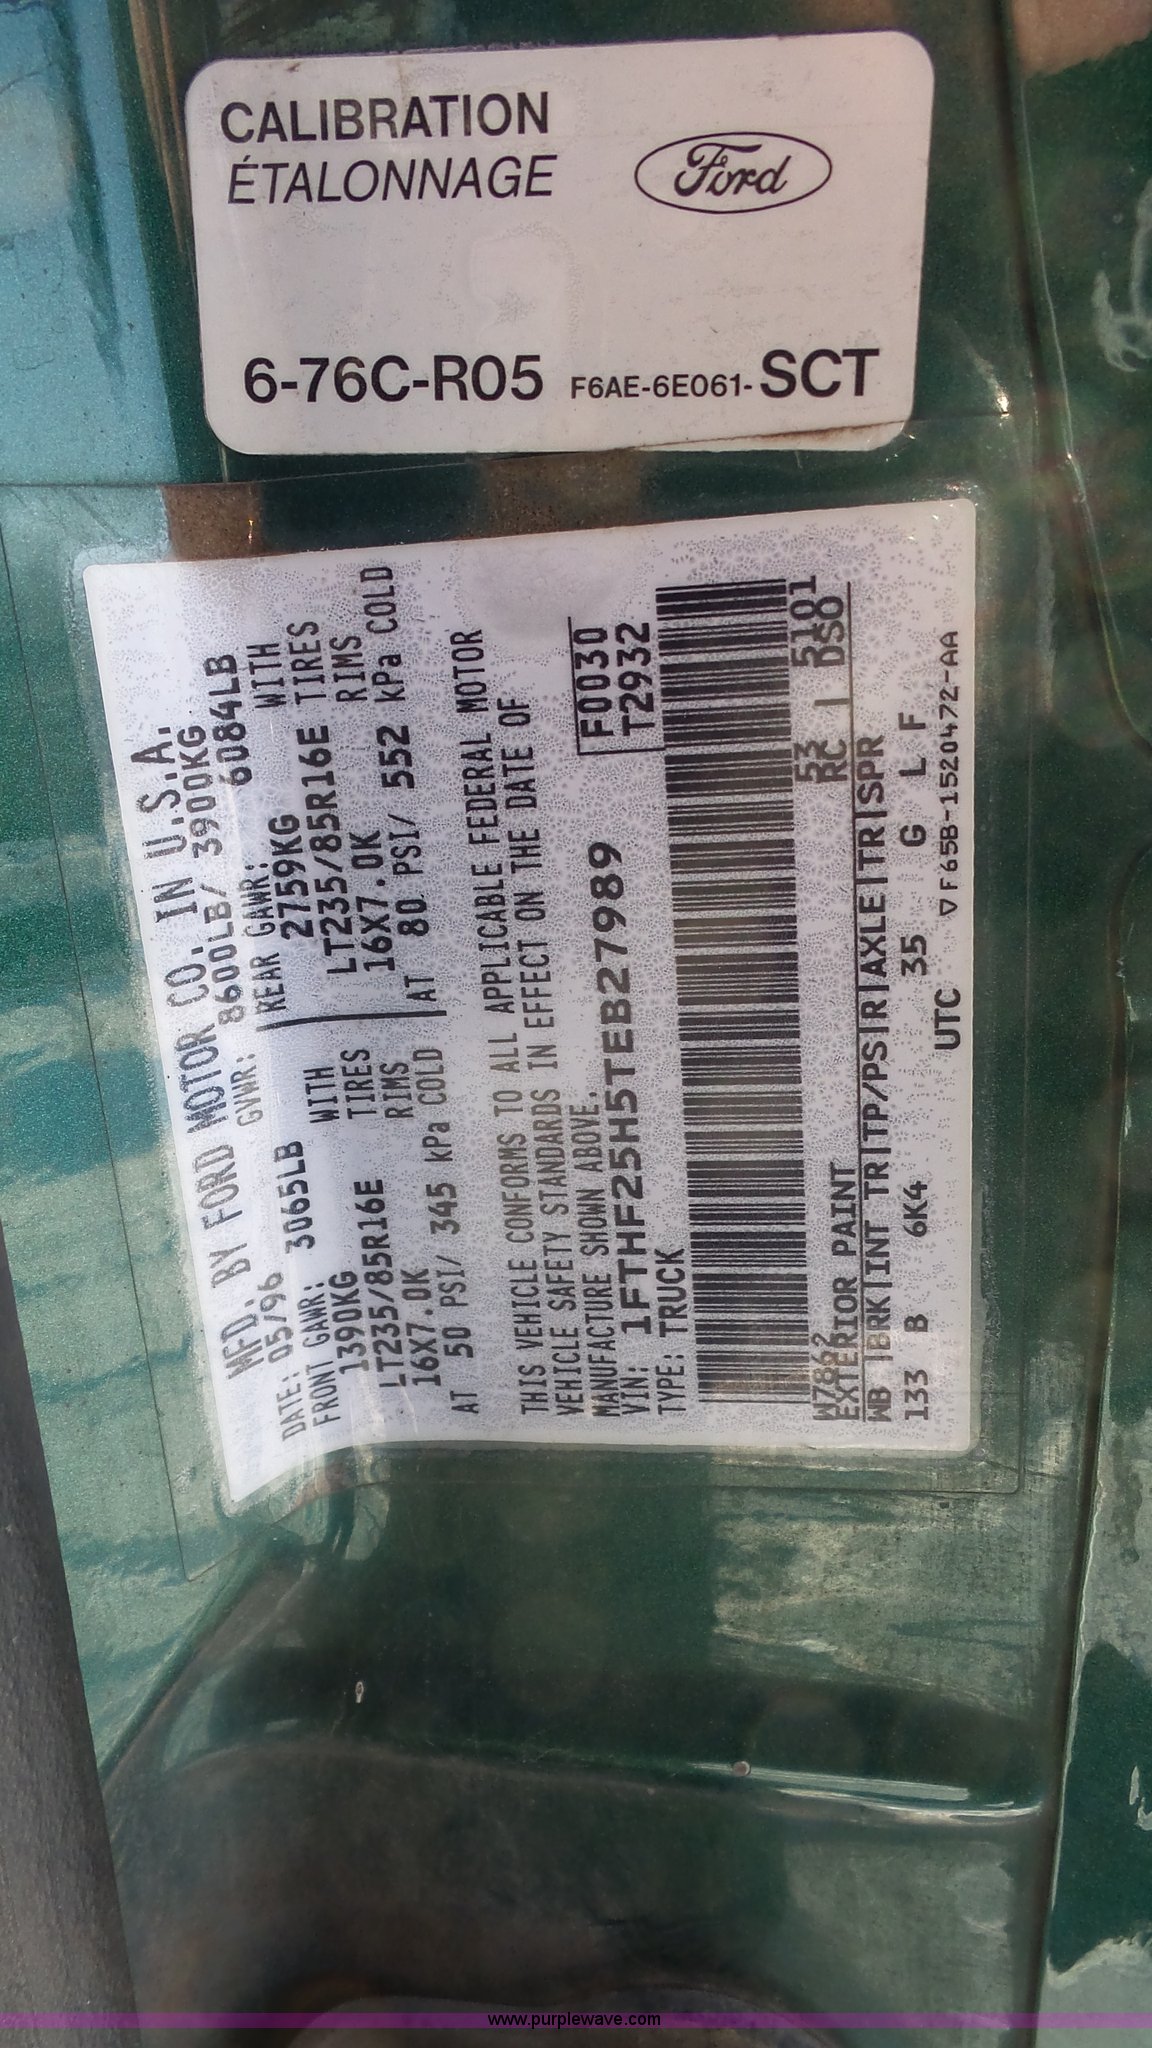 CALIBRATION
ÉTALONNAGE
Ford
6-76C-R05 F6AE-6E061-SCT
MFD. BY FORD MOTOR CO. IN U.S.A.
DATE: 05/96 GVWR: 8600LB/ 3900KG
FRONT GAWR: 3065LB REAR GAWR: 6084LB
1390KG WITH 2759KG WITH
LT235/85R16E TIRES LT235/85R16E TIRES
16X7.0K RIMS 16X7.0K RIMS
AT 50 PSI/ 345 kPa COLD AT 80 PSI/ 552 kPa COLD
THIS VEHICLE CONFORMS TO ALL APPLICABLE FEDERAL MOTOR
VEHICLE SAFETY STANDARDS IN EFFECT ON THE DATE OF
MANUFACTURE SHOWN ABOVE.
VIN: 1FTHF25H5TEB27989 F0030
TYPE: TRUCK T2932
53 5101
EXTERIOR PAINT RC DSO
WB BRK INT TR TP/PS R AXLE TR SPR
133 B 6K4 35 G L F
UTC ▽ F65B-1520472-AA
www.purplewave.com